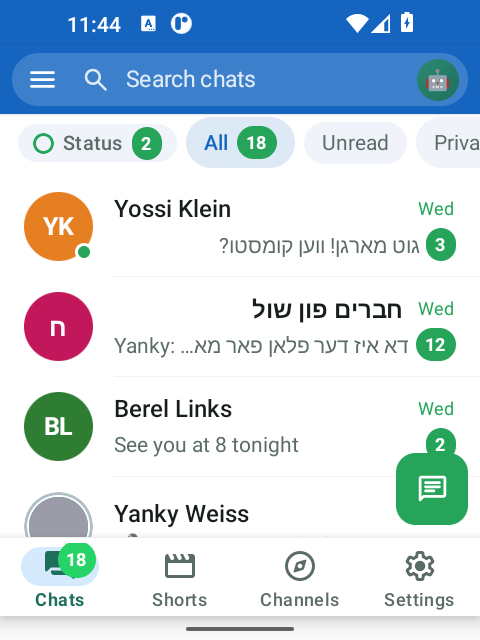 11:44
Search chats
Status 2
All 18
Unread
Priva
YK
Yossi Klein
Wed
גוט מארגן! ווען קומסטו?
3
ח
חברים פון שול
Wed
Yanky: דא איז דער פלאן פאר מא...
12
BL
Berel Links
Wed
See you at 8 tonight
2
Yanky Weiss
18
Chats
Shorts
Channels
Settings